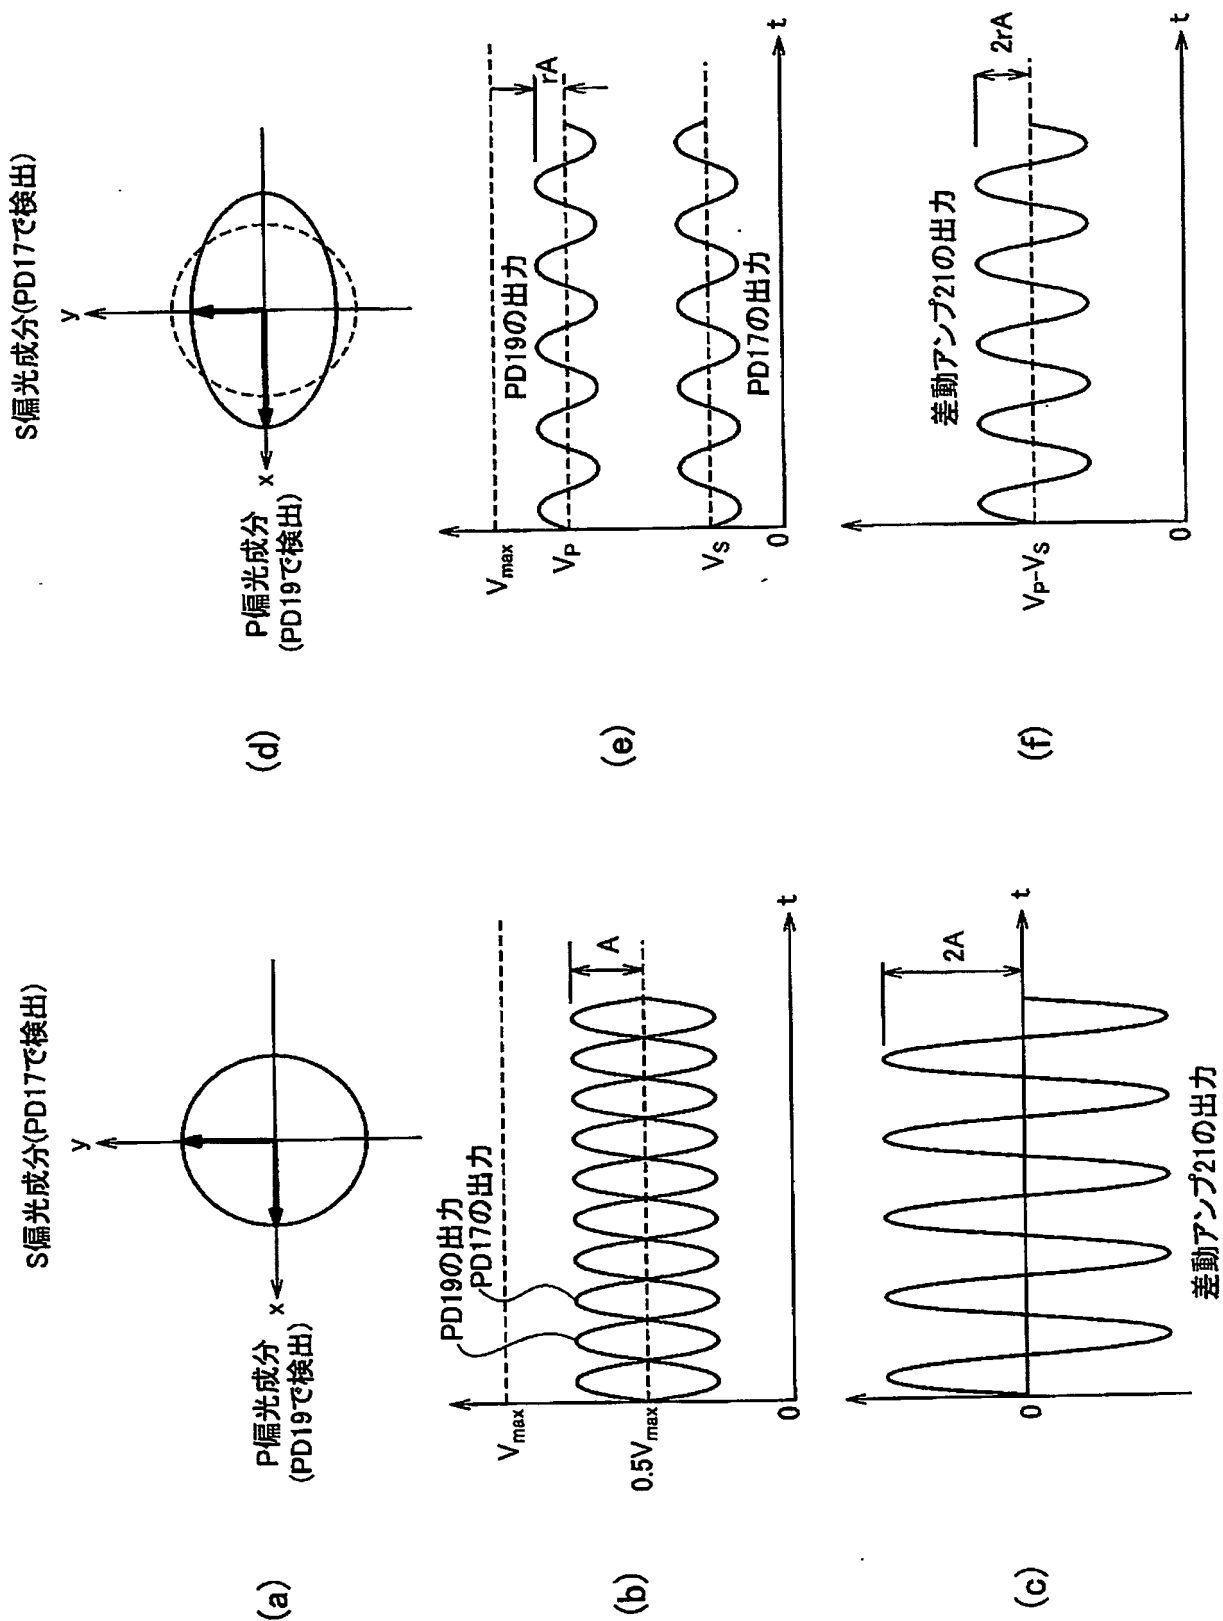 (a)
S偏光成分(PD17で検出)
y
x
P偏光成分
(PD19で検出)
(b)
PD19の出力
PD17の出力
Vmax
0.5Vmax
0
A
t
(c)
0
2A
t
差動アンプ21の出力
(d)
S偏光成分(PD17で検出)
y
x
P偏光成分
(PD19で検出)
(e)
Vmax
VP
VS
0
PD19の出力
PD17の出力
rA
t
(f)
差動アンプ21の出力
VP-VS
0
2rA
t